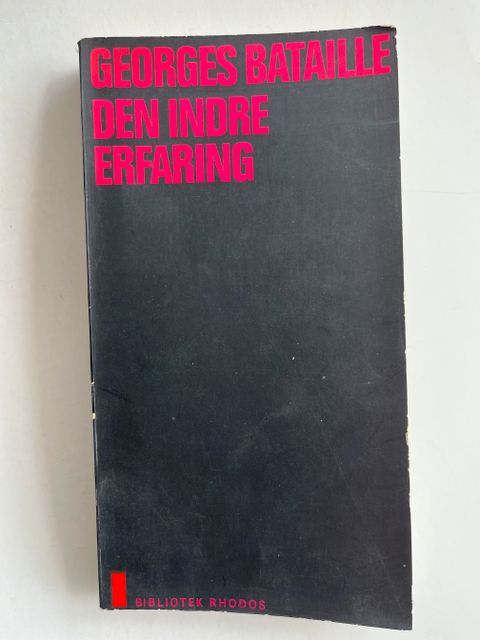 GEORGES BATAILLE
DEN INDRE
ERFARING
BIBLIOTEK RHODOS